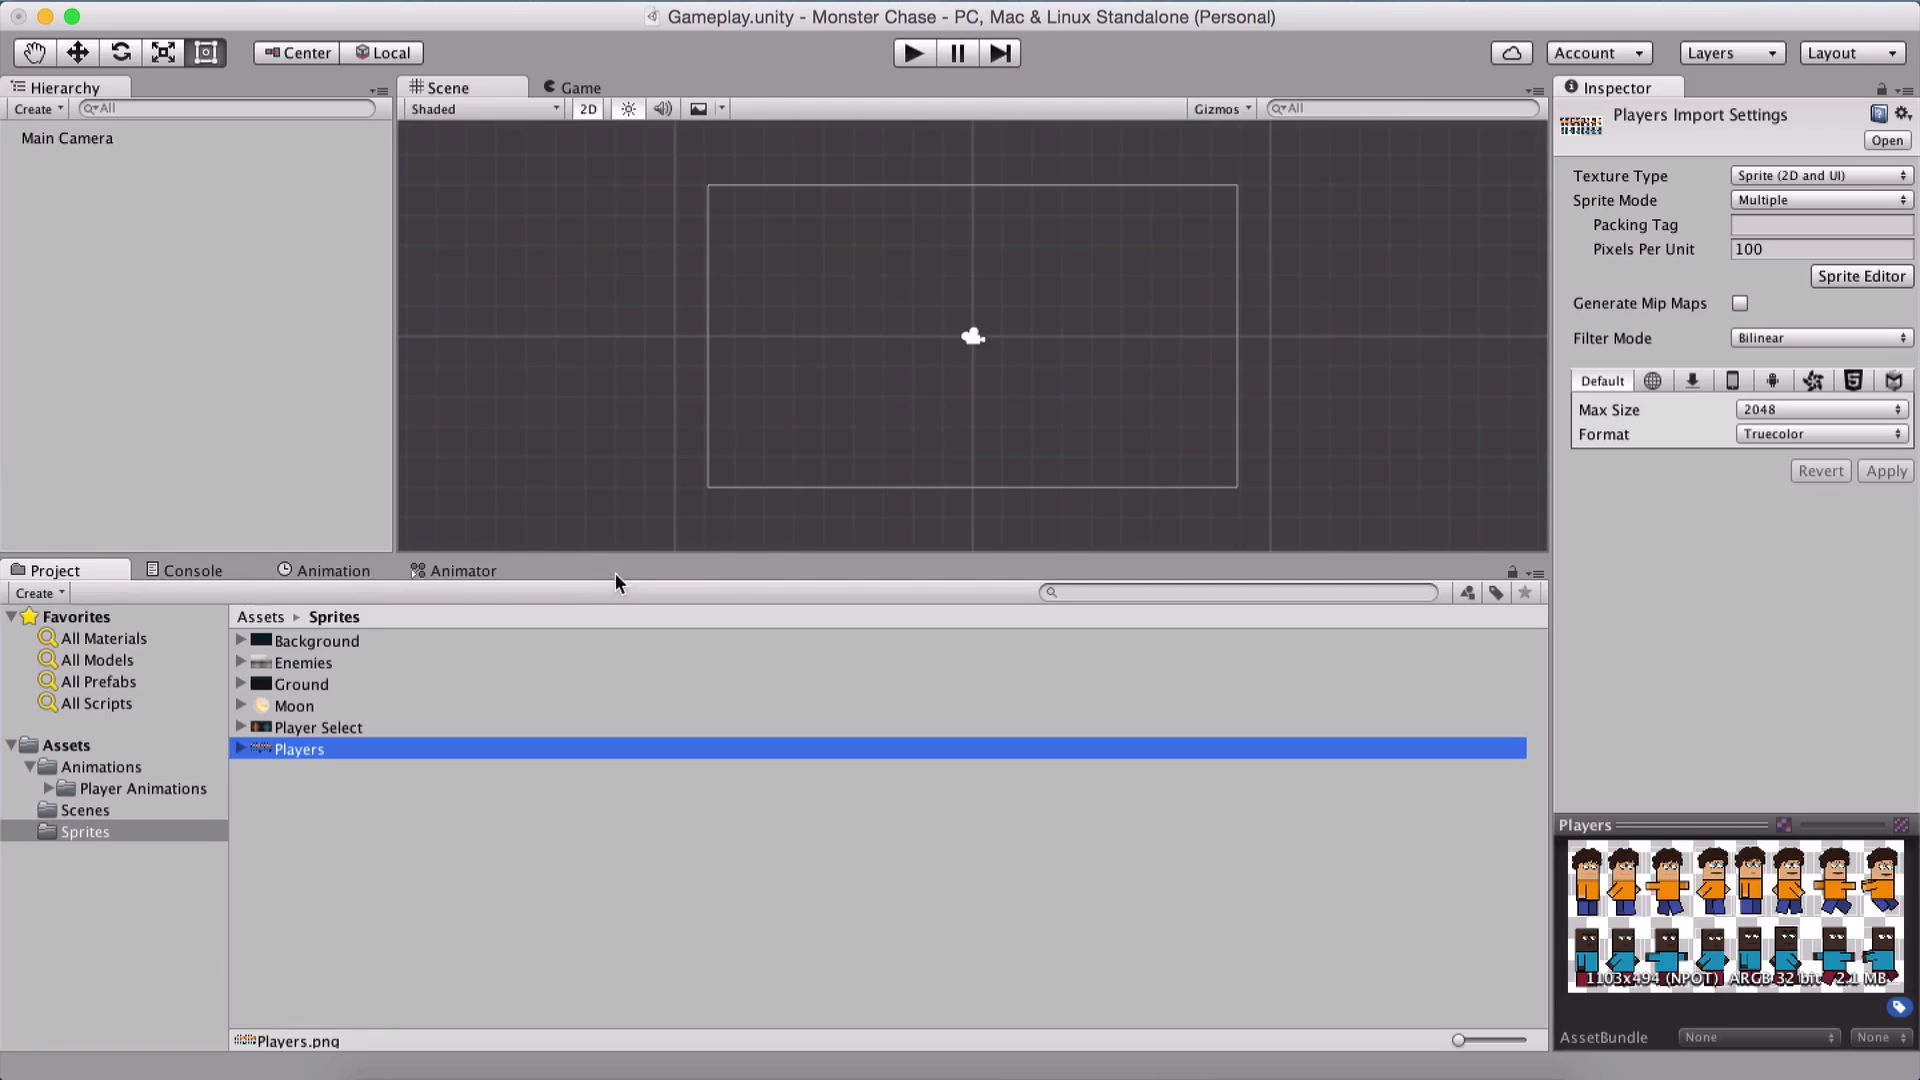 Gameplay.unity - Monster Chase - PC, Mac & Linux Standalone (Personal)
Center Local
Account Layers Layout
Hierarchy
Create All
Main Camera
Scene Game
Shaded 2D Gizmos All
Inspector
Players Import Settings
Open
Texture Type Sprite (2D and UI)
Sprite Mode Multiple
Packing Tag
Pixels Per Unit 100
Sprite Editor
Generate Mip Maps
Filter Mode Bilinear
Default
Max Size 2048
Format Truecolor
Revert Apply
Project Console Animation Animator
Create
Favorites
All Materials
All Models
All Prefabs
All Scripts
Assets
Animations
Player Animations
Scenes
Sprites
Assets Sprites
Background
Enemies
Ground
Moon
Player Select
Players
Players.png
Players
1103x494 (NPOT) ARGB 32 bit 2.1 MB
AssetBundle None None